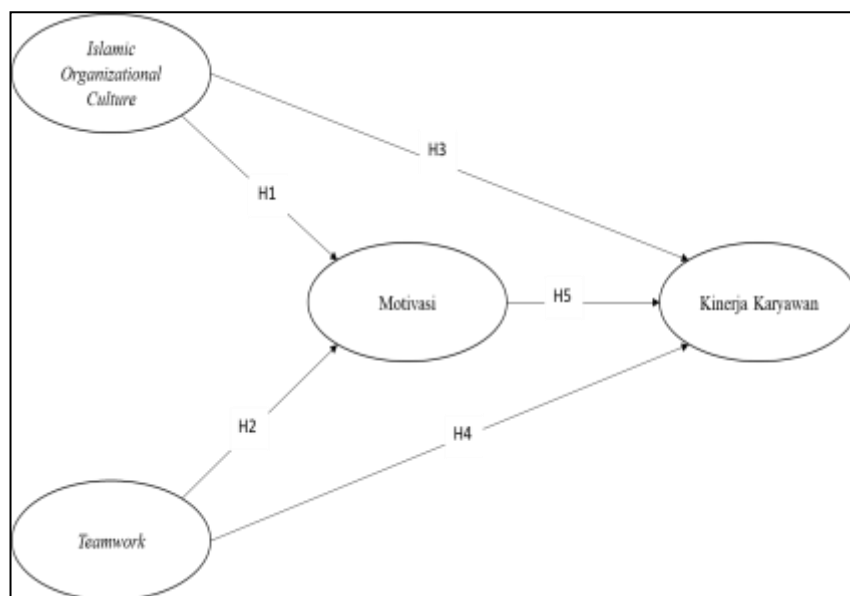 Islamic
Organizational
Culture
H3
H1
Motivasi
H5
Kinerja Karyawan
H2
H4
Teamwork